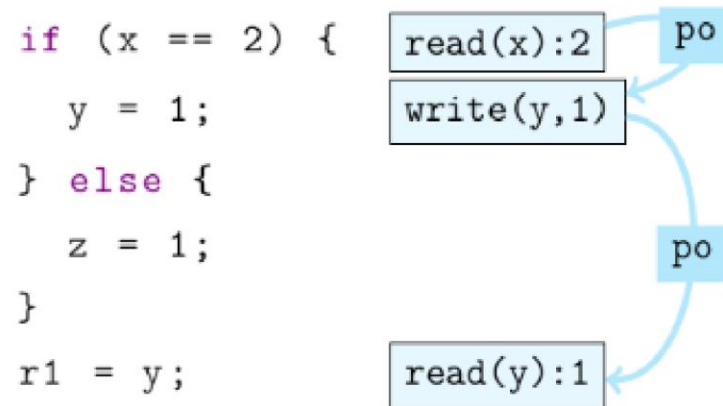 if (x == 2) { read(x):2 po
y = 1; write(y,1)
} else {
z = 1; po
}
r1 = y; read(y):1